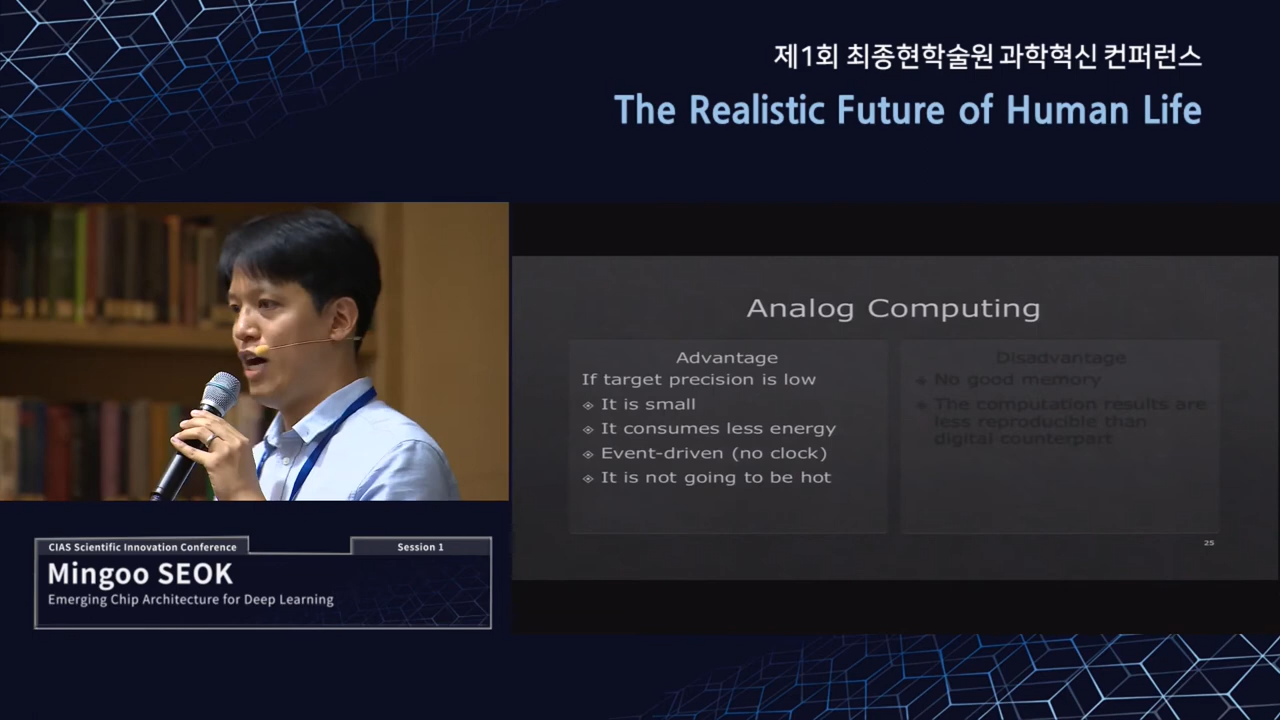 제1회 최종현학술원 과학혁신 컨퍼런스
The Realistic Future of Human Life
Analog Computing
Advantage
If target precision is low
It is small
It consumes less energy
Event-driven (no clock)
It is not going to be hot
Disadvantage
No good memory
The computation results are
less reproducible than
digital counterpart
25
CIAS Scientific Innovation Conference
Session 1
Mingoo SEOK
Emerging Chip Architecture for Deep Learning